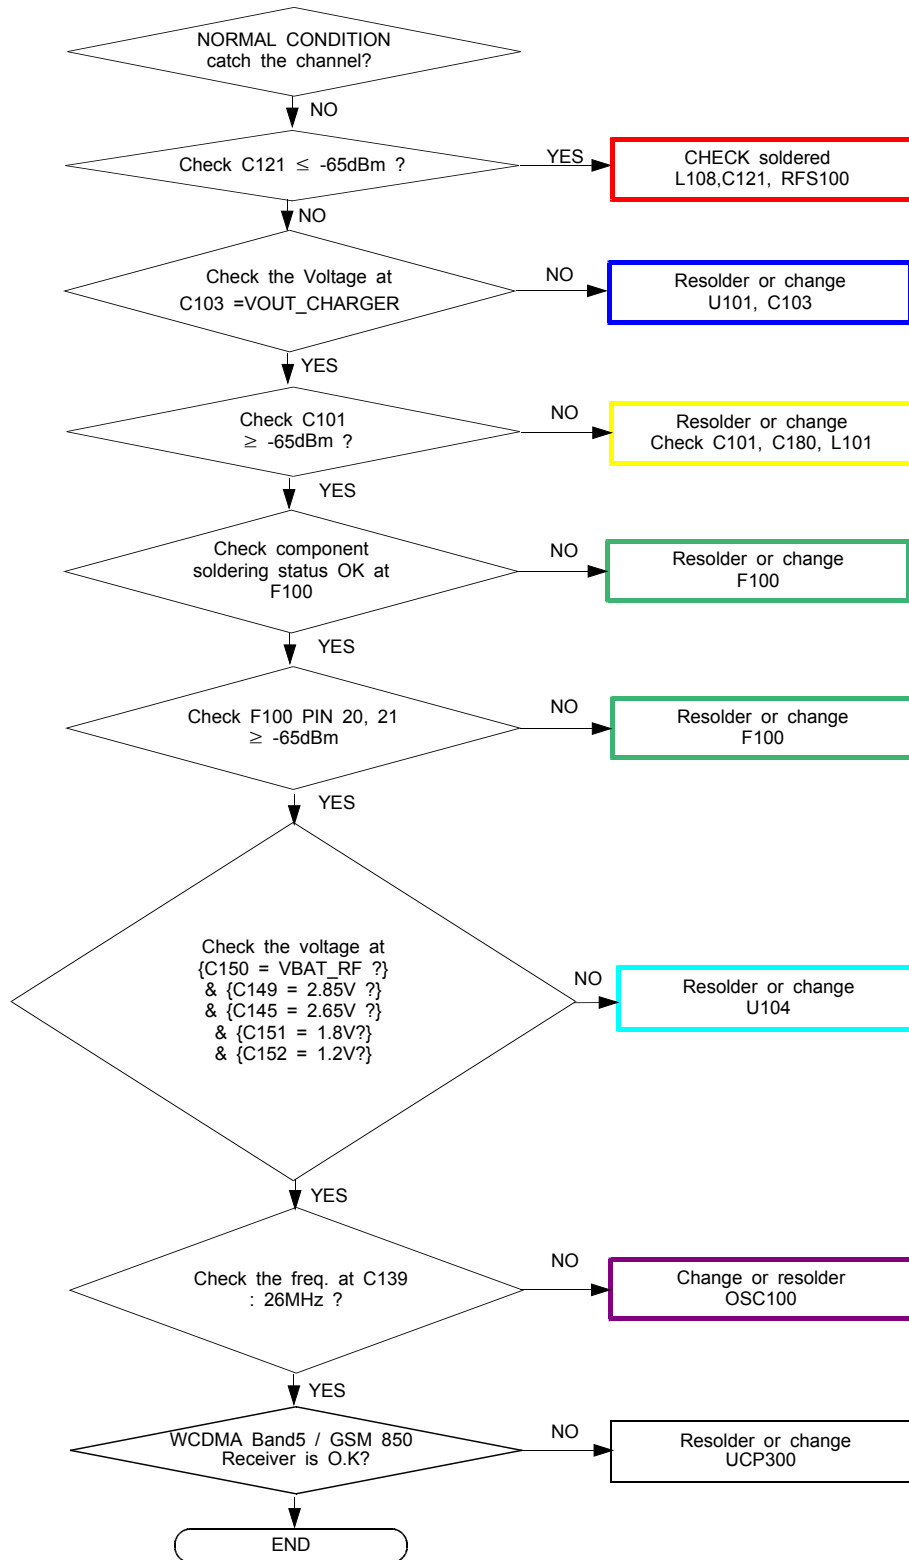 NORMAL CONDITION
catch the channel?
NO
Check C121 ≤ -65dBm ?
YES
CHECK soldered
L108,C121, RFS100
NO
Check the Voltage at
C103 =VOUT_CHARGER
NO
Resolder or change
U101, C103
YES
Check C101
≥ -65dBm ?
NO
Resolder or change
Check C101, C180, L101
YES
Check component
soldering status OK at
F100
NO
Resolder or change
F100
YES
Check F100 PIN 20, 21
≥ -65dBm
NO
Resolder or change
F100
YES
Check the voltage at
{C150 = VBAT_RF ?}
& {C149 = 2.85V ?}
& {C145 = 2.65V ?}
& {C151 = 1.8V?}
& {C152 = 1.2V?}
NO
Resolder or change
U104
YES
Check the freq. at C139
: 26MHz ?
NO
Change or resolder
OSC100
YES
WCDMA Band5 / GSM 850
Receiver is O.K?
NO
Resolder or change
UCP300
END